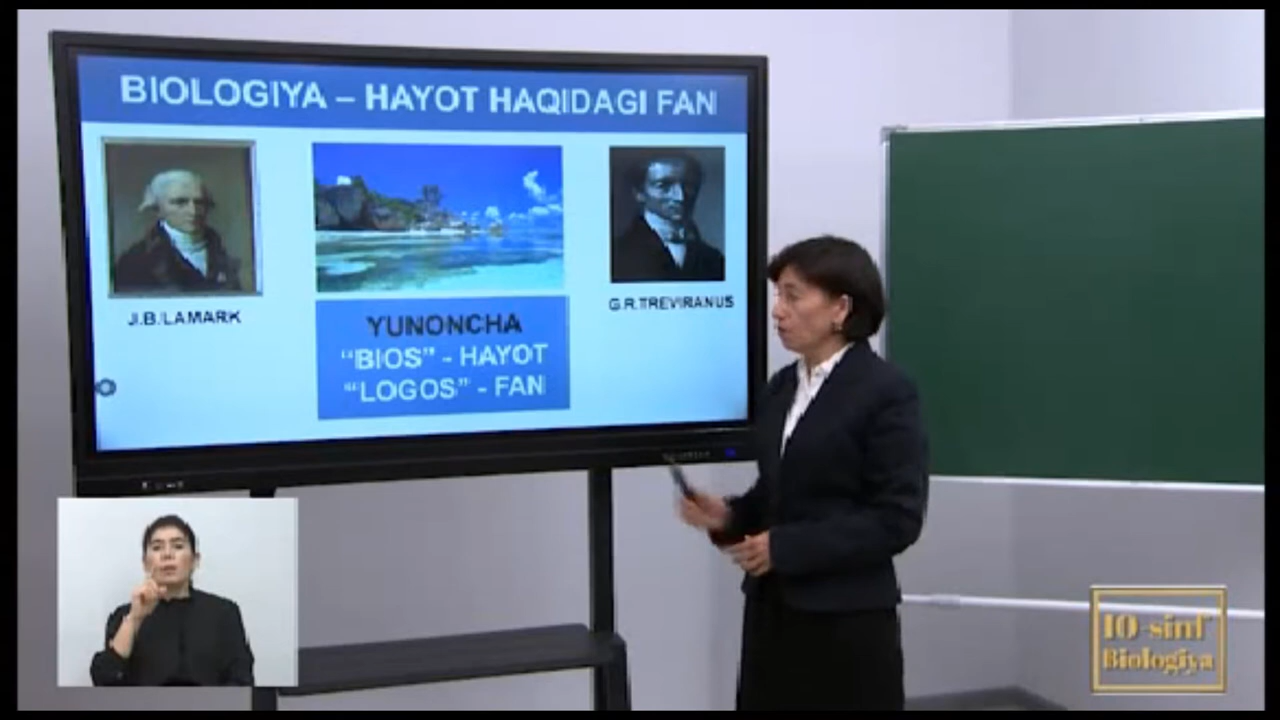 BIOLOGIYA – HAYOT HAQIDAGI FAN
J.B.LAMARK
G.R.TREVIRANUS
YUNONCHA
“BIOS” - HAYOT
“LOGOS” - FAN
10-sinf
Biologiya